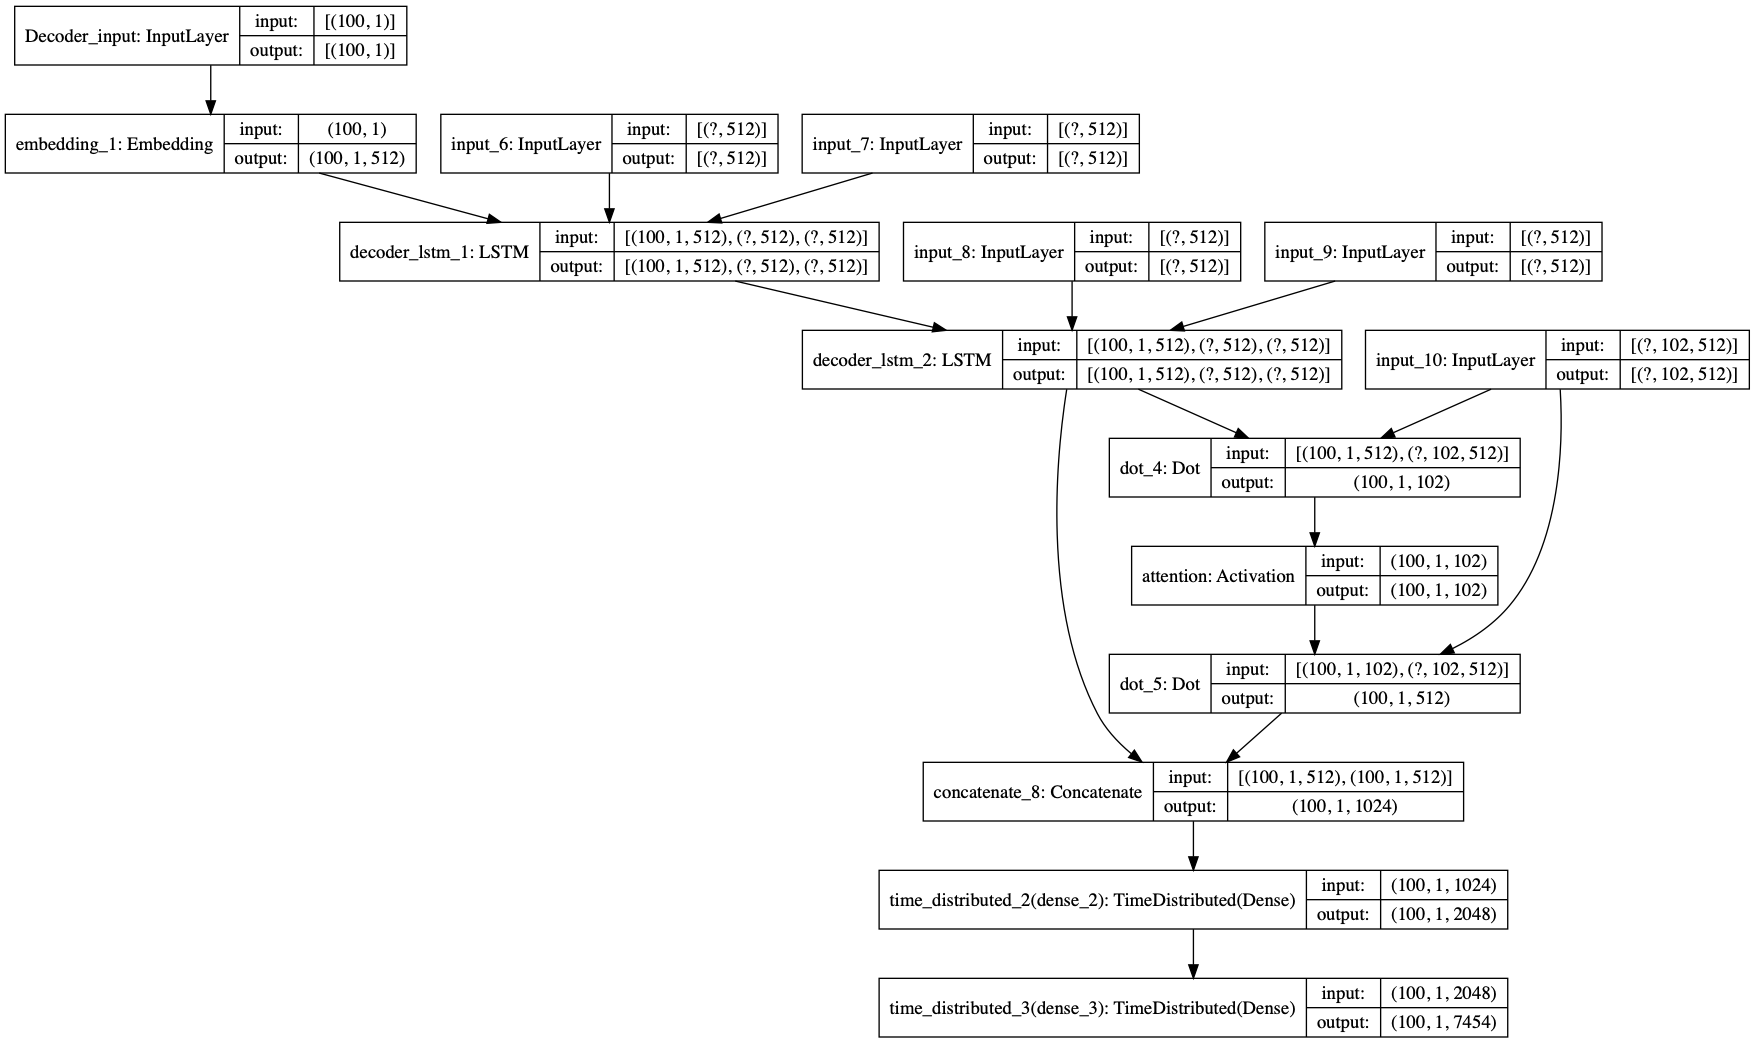 Decoder_input: InputLayer
input: [(100, 1)]
output: [(100, 1)]
embedding_1: Embedding
input: (100, 1)
output: (100, 1, 512)
input_6: InputLayer
input: [(?, 512)]
output: [(?, 512)]
input_7: InputLayer
input: [(?, 512)]
output: [(?, 512)]
decoder_lstm_1: LSTM
input: [(100, 1, 512), (?, 512), (?, 512)]
output: [(100, 1, 512), (?, 512), (?, 512)]
input_8: InputLayer
input: [(?, 512)]
output: [(?, 512)]
input_9: InputLayer
input: [(?, 512)]
output: [(?, 512)]
decoder_lstm_2: LSTM
input: [(100, 1, 512), (?, 512), (?, 512)]
output: [(100, 1, 512), (?, 512), (?, 512)]
input_10: InputLayer
input: [(?, 102, 512)]
output: [(?, 102, 512)]
dot_4: Dot
input: [(100, 1, 512), (?, 102, 512)]
output: (100, 1, 102)
attention: Activation
input: (100, 1, 102)
output: (100, 1, 102)
dot_5: Dot
input: [(100, 1, 102), (?, 102, 512)]
output: (100, 1, 512)
concatenate_8: Concatenate
input: [(100, 1, 512), (100, 1, 512)]
output: (100, 1, 1024)
time_distributed_2(dense_2): TimeDistributed(Dense)
input: (100, 1, 1024)
output: (100, 1, 2048)
time_distributed_3(dense_3): TimeDistributed(Dense)
input: (100, 1, 2048)
output: (100, 1, 7454)